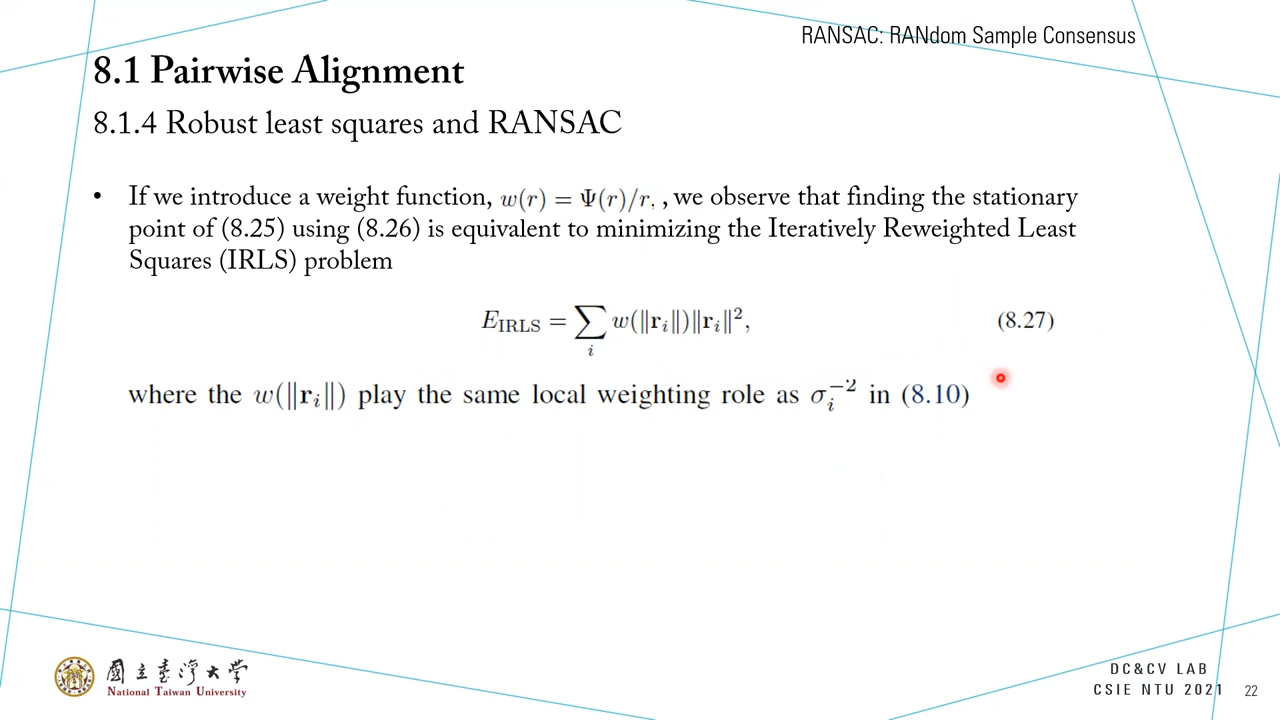 RANSAC: RANdom Sample Consensus
8.1 Pairwise Alignment
8.1.4 Robust least squares and RANSAC
• If we introduce a weight function, w(r) = Ψ(r)/r. , we observe that finding the stationary
point of (8.25) using (8.26) is equivalent to minimizing the Iteratively Reweighted Least
Squares (IRLS) problem
E_IRLS = ∑_i w(‖r_i‖)‖r_i‖², (8.27)
where the w(‖r_i‖) play the same local weighting role as σ_i^−2 in (8.10)
國立臺灣大學
National Taiwan University
DC&CV LAB
CSIE NTU 2021 22